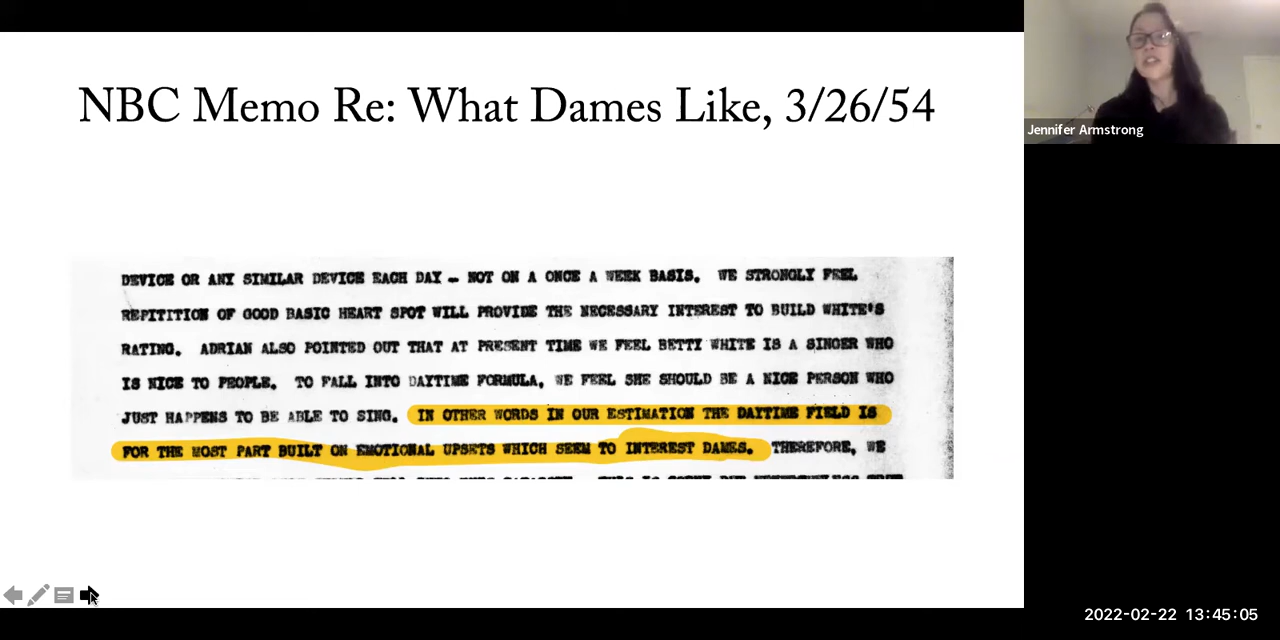 NBC Memo Re: What Dames Like, 3/26/54
DEVICE OR ANY SIMILAR DEVICE EACH DAY - NOT ON A ONCE A WEEK BASIS. WE STRONGLY FEEL
REPITITION OF GOOD BASIC HEART SPOT WILL PROVIDE THE NECESSARY INTEREST TO BUILD WHITE'S
RATING. ADRIAN ALSO POINTED OUT THAT AT PRESENT TIME WE FEEL BETTY WHITE IS A SINGER WHO
IS NICE TO PEOPLE. TO FALL INTO DAYTIME FORMULA, WE FEEL SHE SHOULD BE A NICE PERSON WHO
JUST HAPPENS TO BE ABLE TO SING. IN OTHER WORDS IN OUR ESTIMATION THE DAYTIME FIELD IS
FOR THE MOST PART BUILT ON EMOTIONAL UPSETS WHICH SEEM TO INTEREST DAMES. THEREFORE, WE
Jennifer Armstrong
2022-02-22 13:45:05